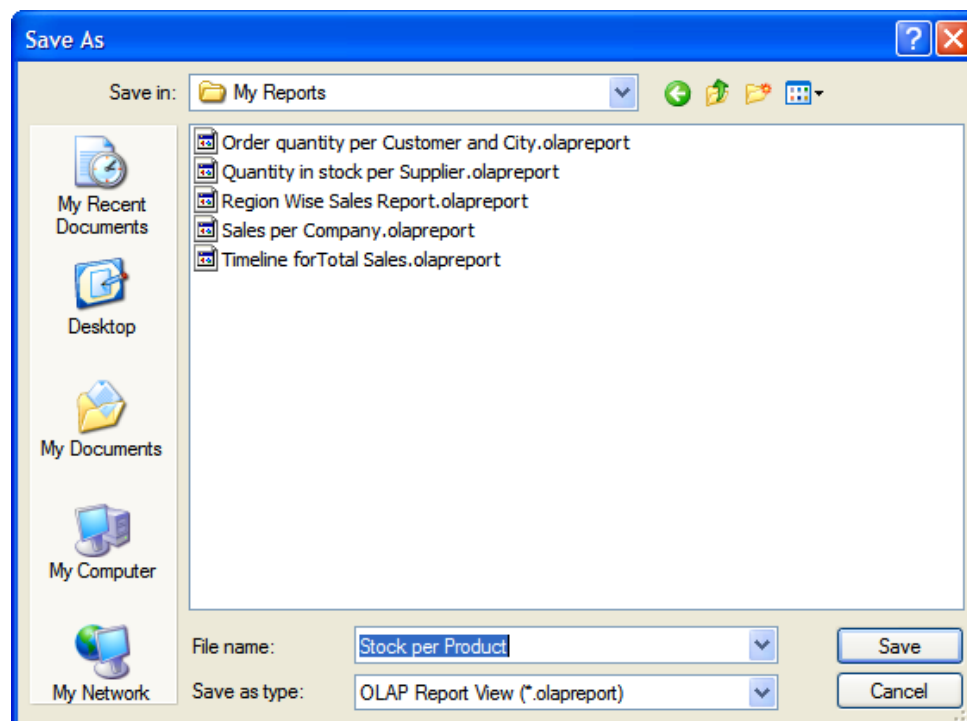 Save As
Save in:
My Reports
My Recent
Documents
Desktop
My Documents
My Computer
My Network
Order quantity per Customer and City.olapreport
Quantity in stock per Supplier.olapreport
Region Wise Sales Report.olapreport
Sales per Company.olapreport
Timeline forTotal Sales.olapreport
File name:
Stock per Product
Save
Save as type:
OLAP Report View (*.olapreport)
Cancel